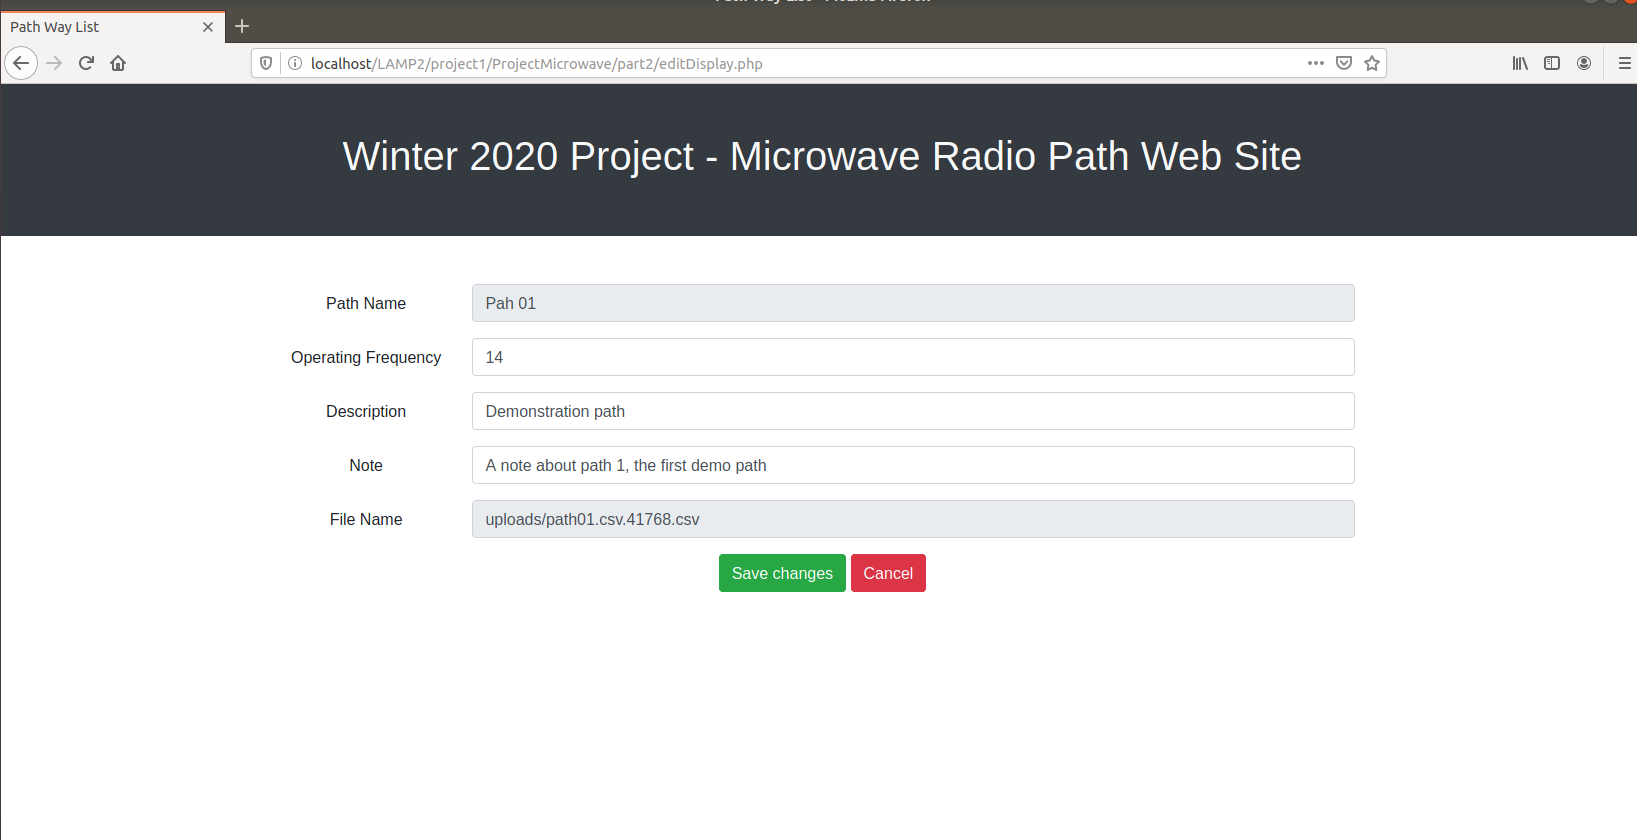 Path Way List
localhost/LAMP2/project1/ProjectMicrowave/part2/editDisplay.php
Winter 2020 Project - Microwave Radio Path Web Site
Path Name Pah 01
Operating Frequency 14
Description Demonstration path
Note A note about path 1, the first demo path
File Name uploads/path01.csv.41768.csv
Save changes Cancel